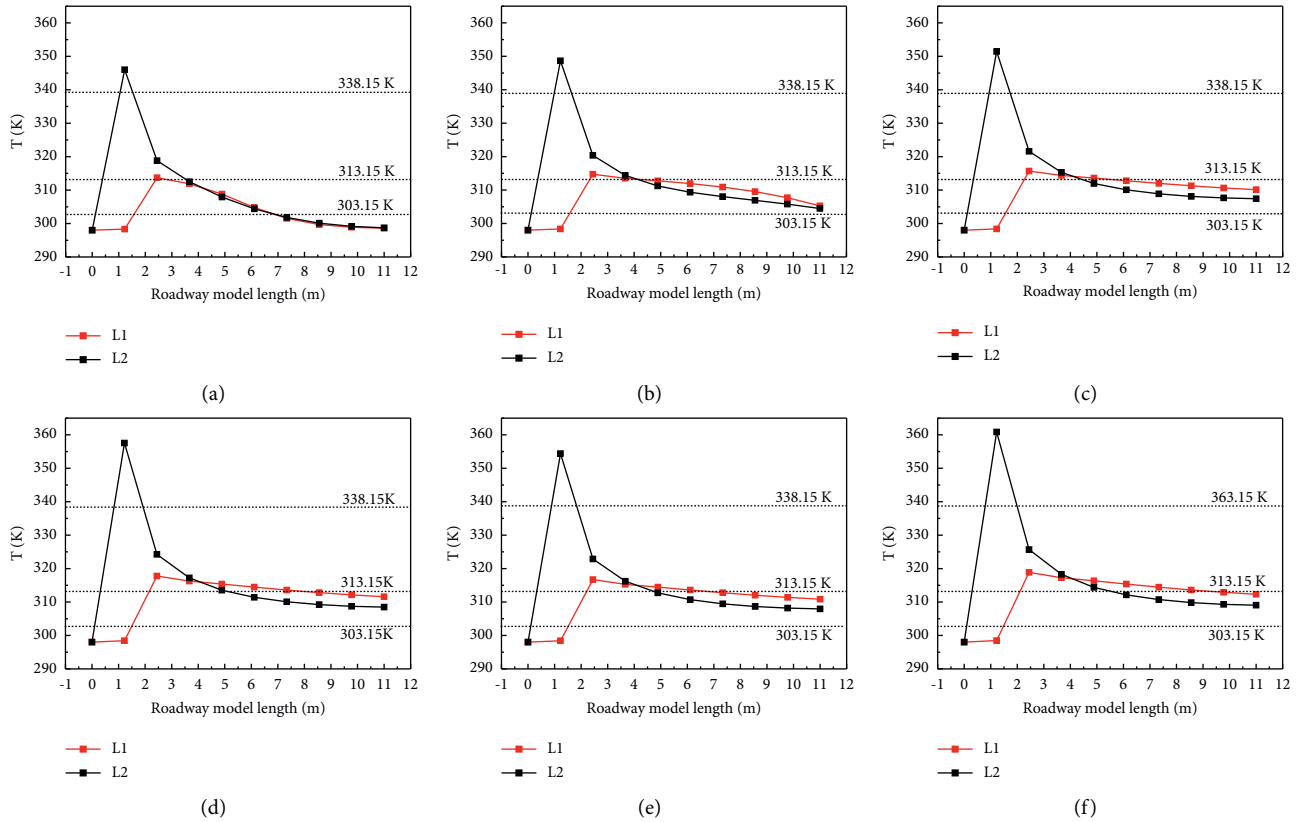 360
350
340
330
320
310
300
290
T (K)
338.15 K
313.15 K
303.15 K
-1 0 1 2 3 4 5 6 7 8 9 10 11 12
Roadway model length (m)
L1
L2
(a)
360
350
340
330
320
310
300
290
T (K)
338.15 K
313.15 K
303.15 K
-1 0 1 2 3 4 5 6 7 8 9 10 11 12
Roadway model length (m)
L1
L2
(b)
360
350
340
330
320
310
300
290
T (K)
338.15 K
313.15 K
303.15 K
-1 0 1 2 3 4 5 6 7 8 9 10 11 12
Roadway model length (m)
L1
L2
(c)
360
350
340
330
320
310
300
290
T (K)
338.15K
313.15K
303.15K
-1 0 1 2 3 4 5 6 7 8 9 10 11 12
Roadway model length (m)
L1
L2
(d)
360
350
340
330
320
310
300
290
T (K)
338.15 K
313.15 K
303.15 K
-1 0 1 2 3 4 5 6 7 8 9 10 11 12
Roadway model length (m)
L1
L2
(e)
360
350
340
330
320
310
300
290
T (K)
363.15 K
313.15 K
303.15 K
-1 0 1 2 3 4 5 6 7 8 9 10 11 12
Roadway model length (m)
L1
L2
(f)